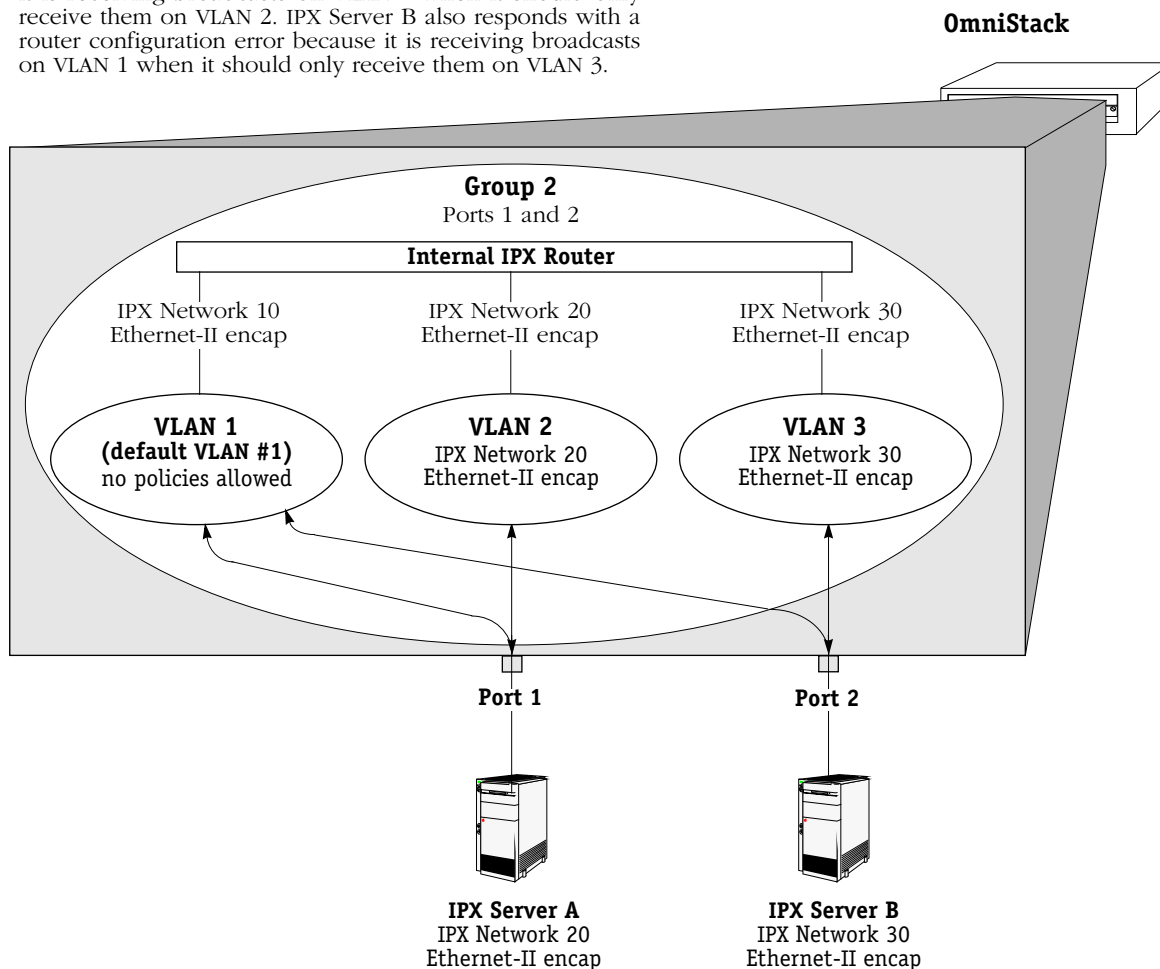 receive them on VLAN 2. IPX Server B also responds with a
router configuration error because it is receiving broadcasts
on VLAN 1 when it should only receive them on VLAN 3.
OmniStack
Group 2
Ports 1 and 2
Internal IPX Router
IPX Network 10
Ethernet-II encap
IPX Network 20
Ethernet-II encap
IPX Network 30
Ethernet-II encap
VLAN 1
(default VLAN #1)
no policies allowed
VLAN 2
IPX Network 20
Ethernet-II encap
VLAN 3
IPX Network 30
Ethernet-II encap
Port 1
Port 2
IPX Server A
IPX Network 20
Ethernet-II encap
IPX Server B
IPX Network 30
Ethernet-II encap